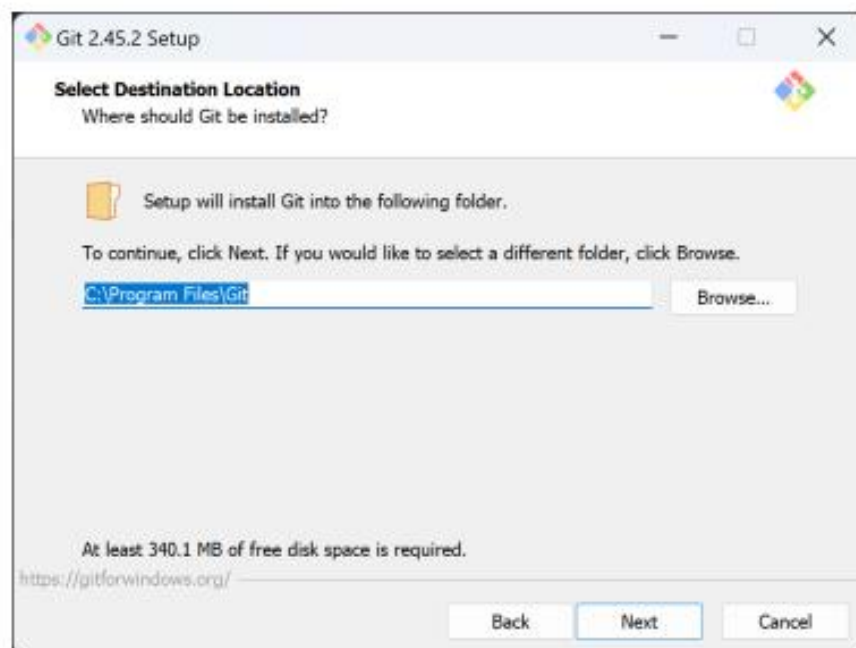 Git 2.45.2 Setup
Select Destination Location
Where should Git be installed?
Setup will install Git into the following folder.
To continue, click Next. If you would like to select a different folder, click Browse.
C:\Program Files\Git
Browse...
At least 340.1 MB of free disk space is required.
https://gitforwindows.org/
Back Next Cancel